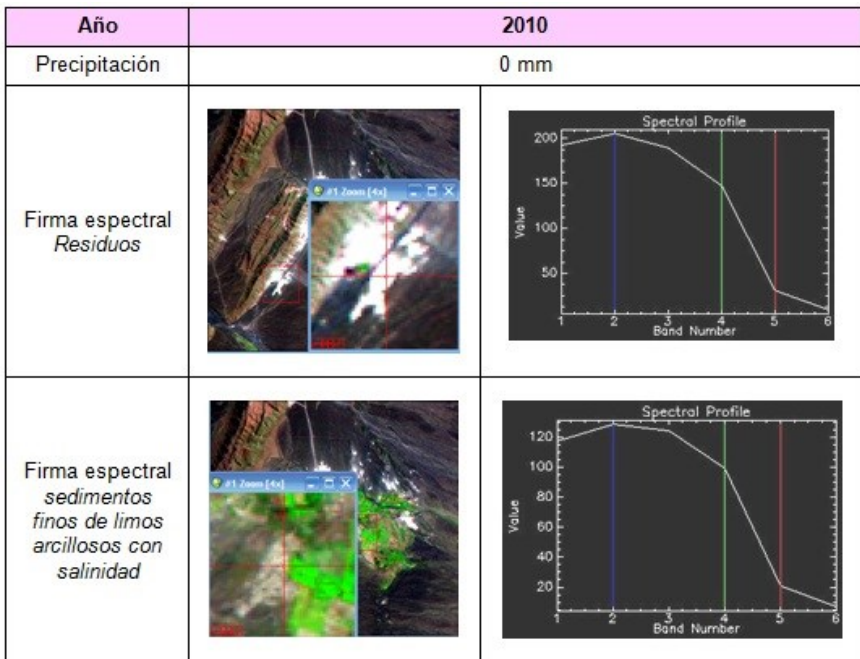 Año 2010
Precipitación 0 mm
Firma espectral
Residuos
#1 Zoom [4x]
Spectral Profile
200
150
100
50
Value
1 2 3 4 5 6
Band Number
Firma espectral
sedimentos
finos de limos
arcillosos con
salinidad
#1 Zoom [4x]
Spectral Profile
120
100
80
60
40
20
Value
1 2 3 4 5 6
Band Number